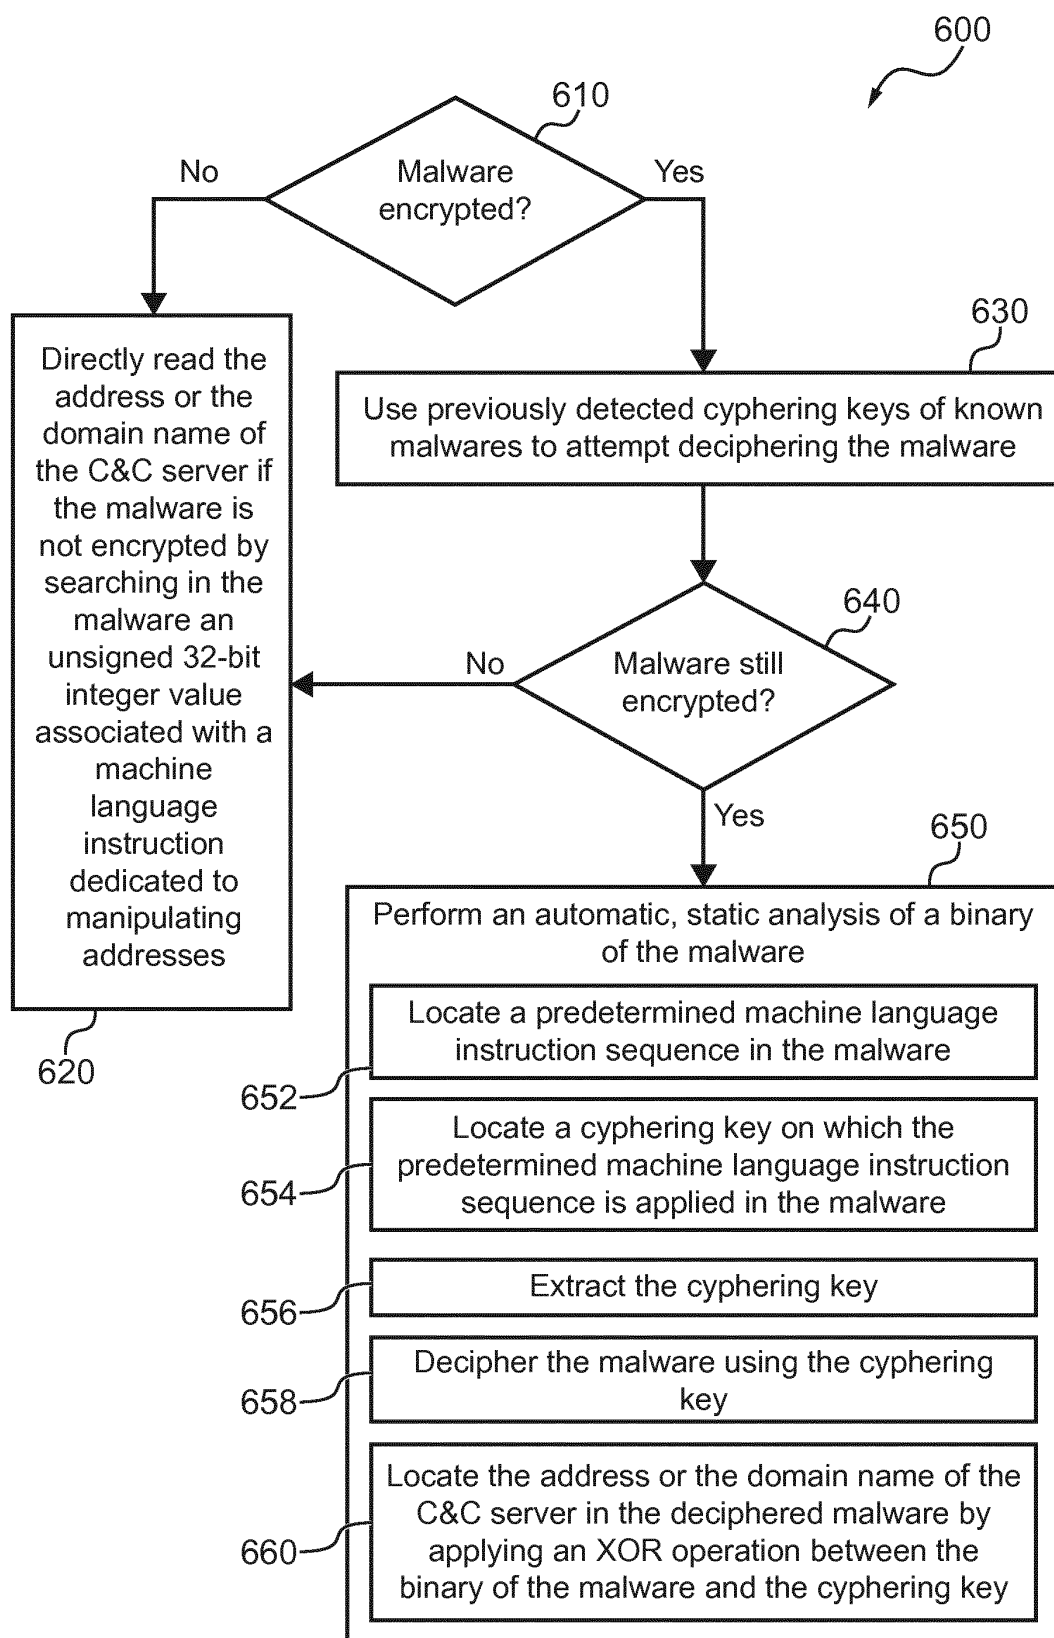 600
610
No
Malware
encrypted?
Yes
630
Directly read the
address or the
domain name of
the C&C server if
the malware is
not encrypted by
searching in the
malware an
unsigned 32-bit
integer value
associated with a
machine
language
instruction
dedicated to
manipulating
addresses
620
Use previously detected cyphering keys of known
malwares to attempt deciphering the malware
640
No
Malware still
encrypted?
Yes
650
Perform an automatic, static analysis of a binary
of the malware
Locate a predetermined machine language
instruction sequence in the malware
652
Locate a cyphering key on which the
predetermined machine language instruction
sequence is applied in the malware
654
Extract the cyphering key
656
Decipher the malware using the cyphering
key
658
Locate the address or the domain name of the
C&C server in the deciphered malware by
applying an XOR operation between the
binary of the malware and the cyphering key
660